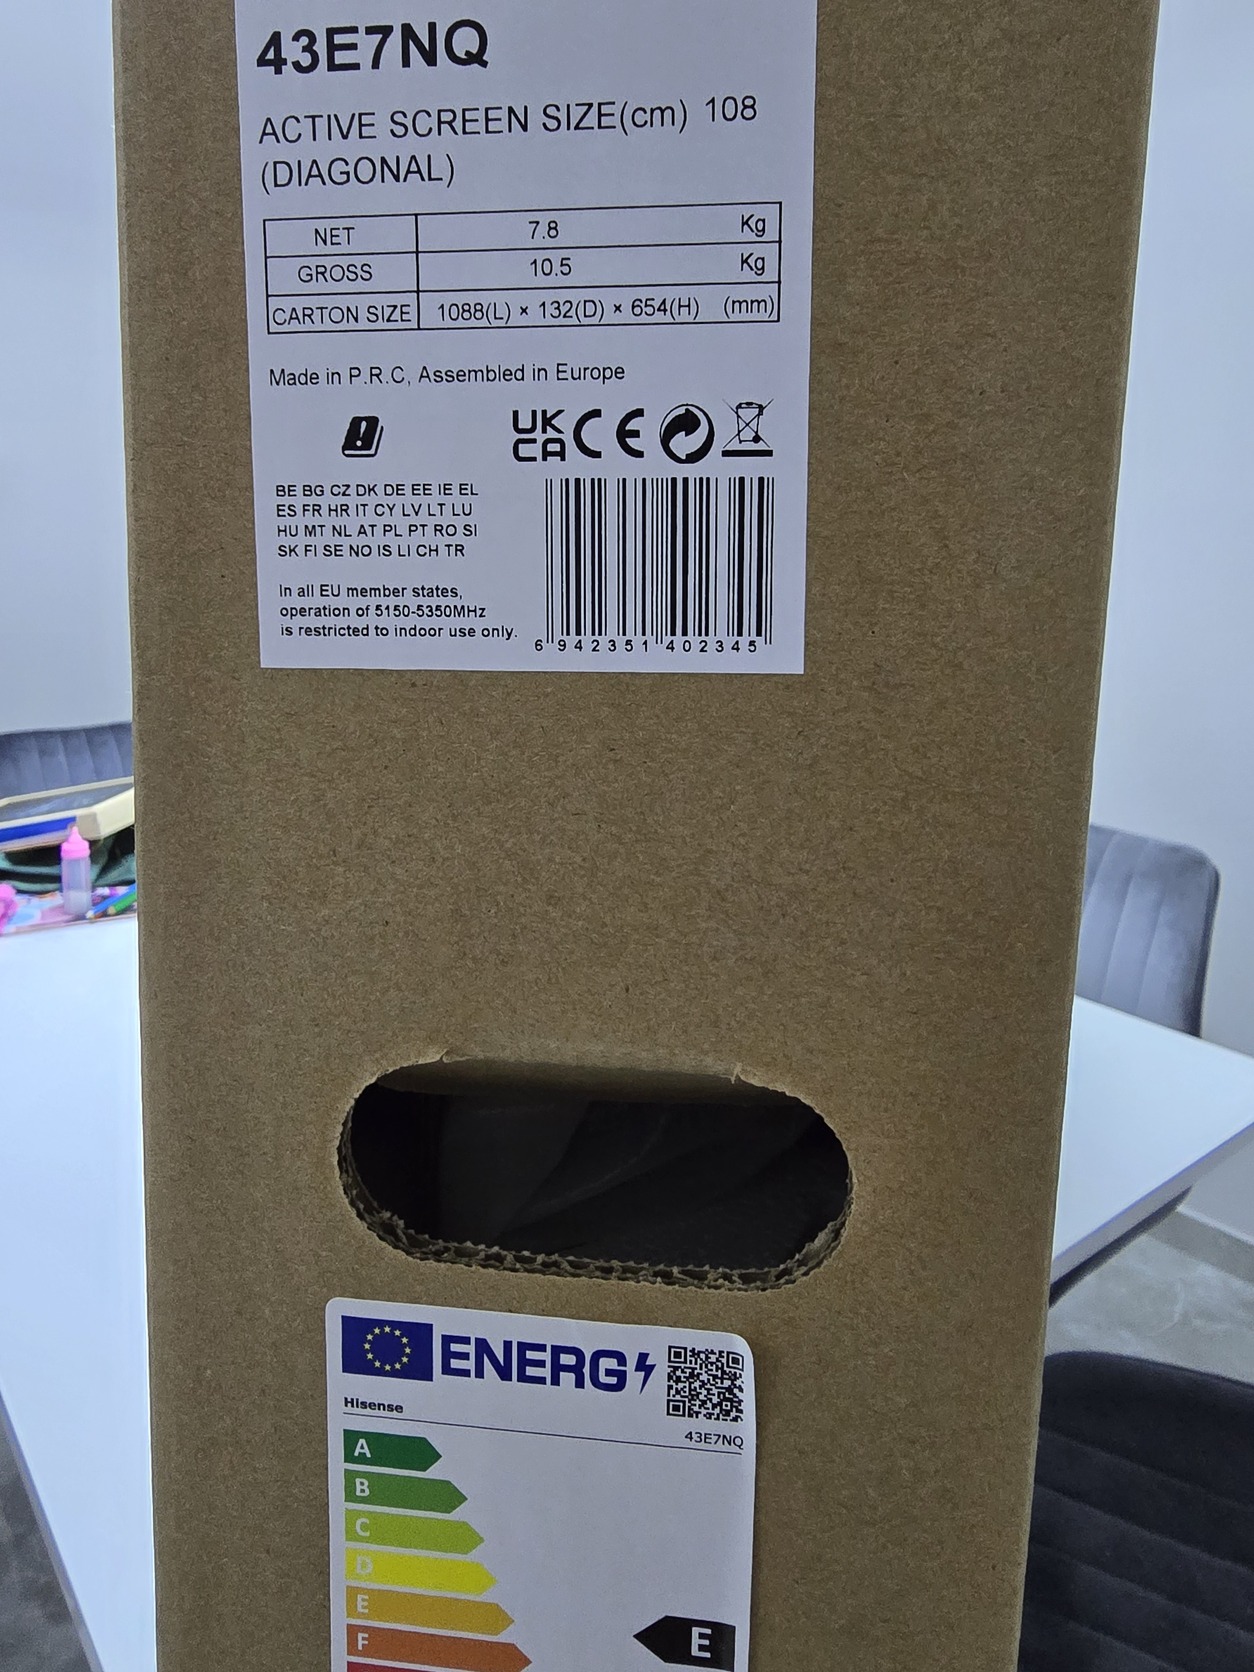 43E7NQ
ACTIVE SCREEN SIZE(cm) 108
(DIAGONAL)
NET 7.8 Kg
GROSS 10.5 Kg
CARTON SIZE 1088(L) × 132(D) × 654(H) (mm)
Made in P.R.C, Assembled in Europe
UK
CA CE
BE BG CZ DK DE EE IE EL
ES FR HR IT CY LV LT LU
HU MT NL AT PL PT RO SI
SK FI SE NO IS LI CH TR
In all EU member states,
operation of 5150-5350MHz
is restricted to indoor use only.
6 942351 402345
ENERG
Hisense
43E7NQ
A
B
C
D
E
F
E